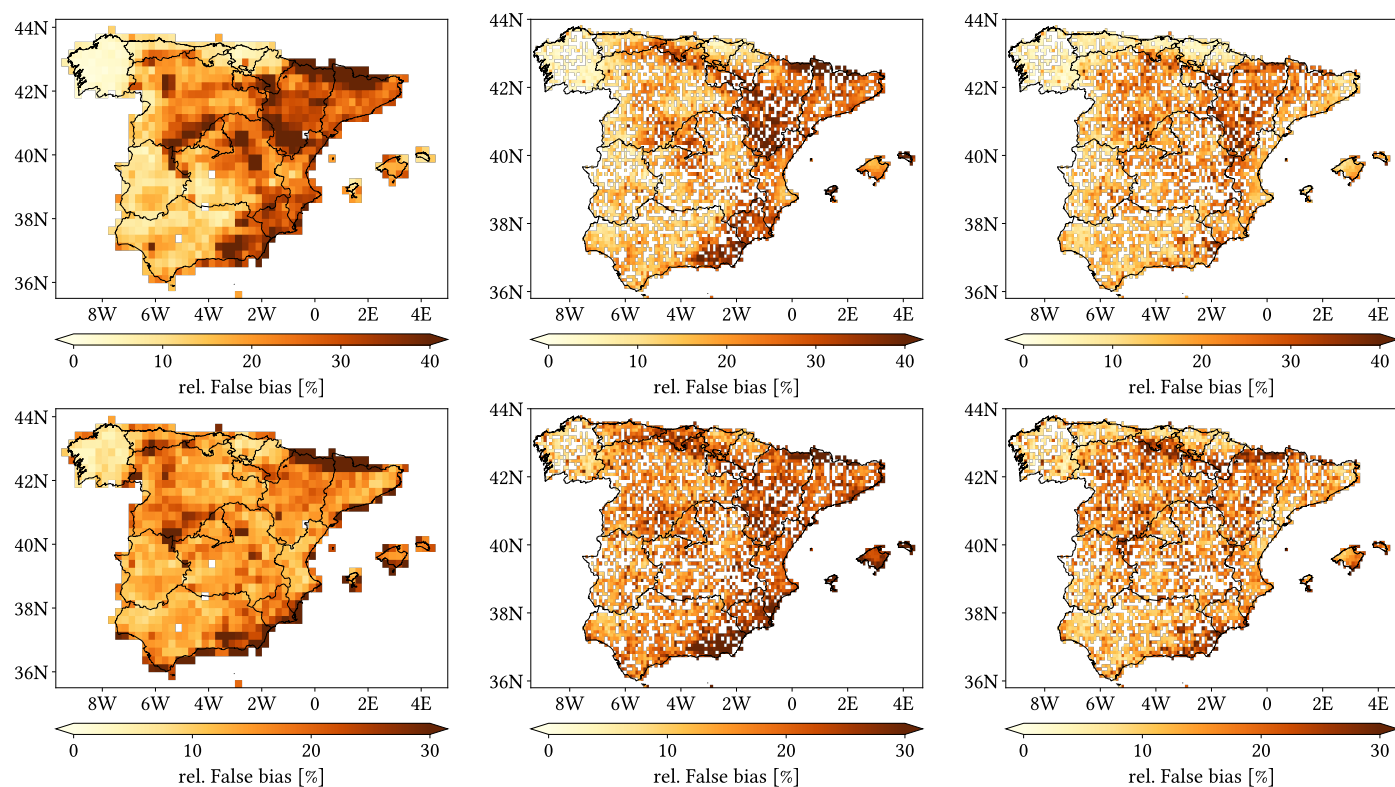 44N 44N 44N
42N 42N 42N
40N 40N 40N
38N 38N 38N
36N 36N 36N
8W 6W 4W 2W 0 2E 4E 8W 6W 4W 2W 0 2E 4E 8W 6W 4W 2W 0 2E 4E
0 10 20 30 40 0 10 20 30 40 0 10 20 30 40
rel. False bias [%] rel. False bias [%] rel. False bias [%]
44N 44N 44N
42N 42N 42N
40N 40N 40N
38N 38N 38N
36N 36N 36N
8W 6W 4W 2W 0 2E 4E 8W 6W 4W 2W 0 2E 4E 8W 6W 4W 2W 0 2E 4E
0 10 20 30 0 10 20 30 0 10 20 30
rel. False bias [%] rel. False bias [%] rel. False bias [%]